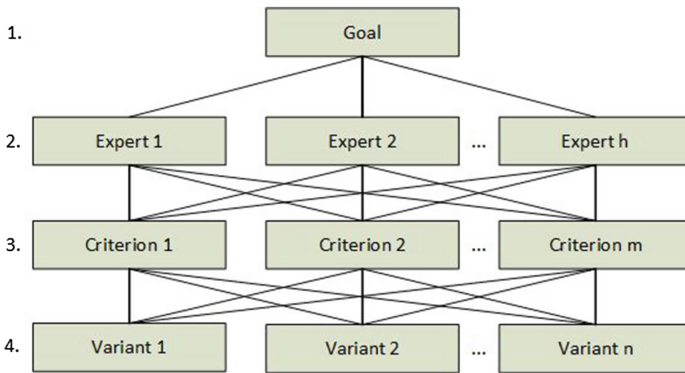 1. Goal
2. Expert 1 Expert 2 ... Expert h
3. Criterion 1 Criterion 2 ... Criterion m
4. Variant 1 Variant 2 ... Variant n